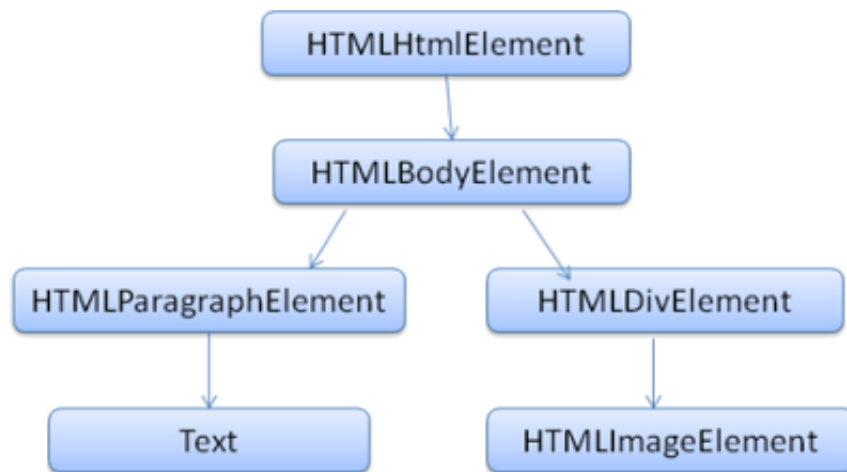 HTMLHtmlElement
HTMLBodyElement
HTMLParagraphElement
HTMLDivElement
Text
HTMLImageElement